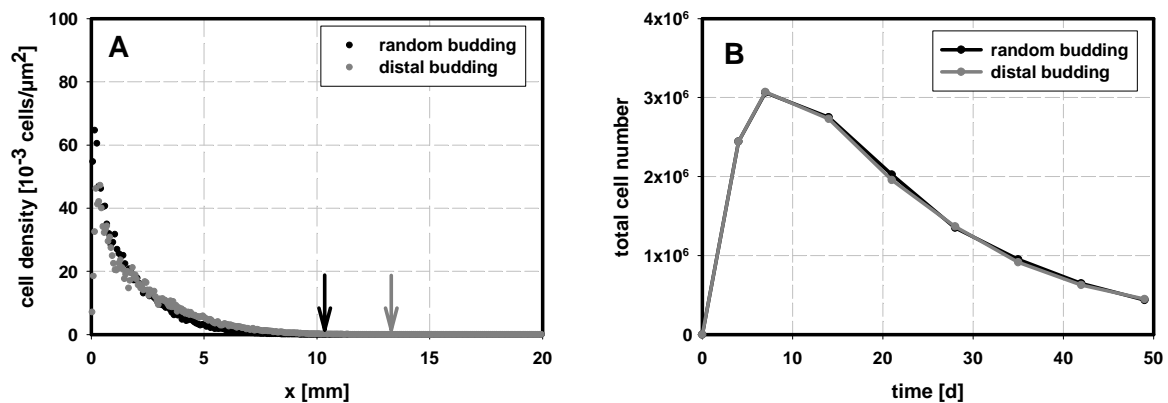 A
random budding
distal budding
cell density [10⁻³ cells/µm²]
100
80
60
40
20
0
0 5 10 15 20
x [mm]
B
random budding
distal budding
total cell number
4x10⁶
3x10⁶
2x10⁶
1x10⁶
0
0 10 20 30 40 50
time [d]